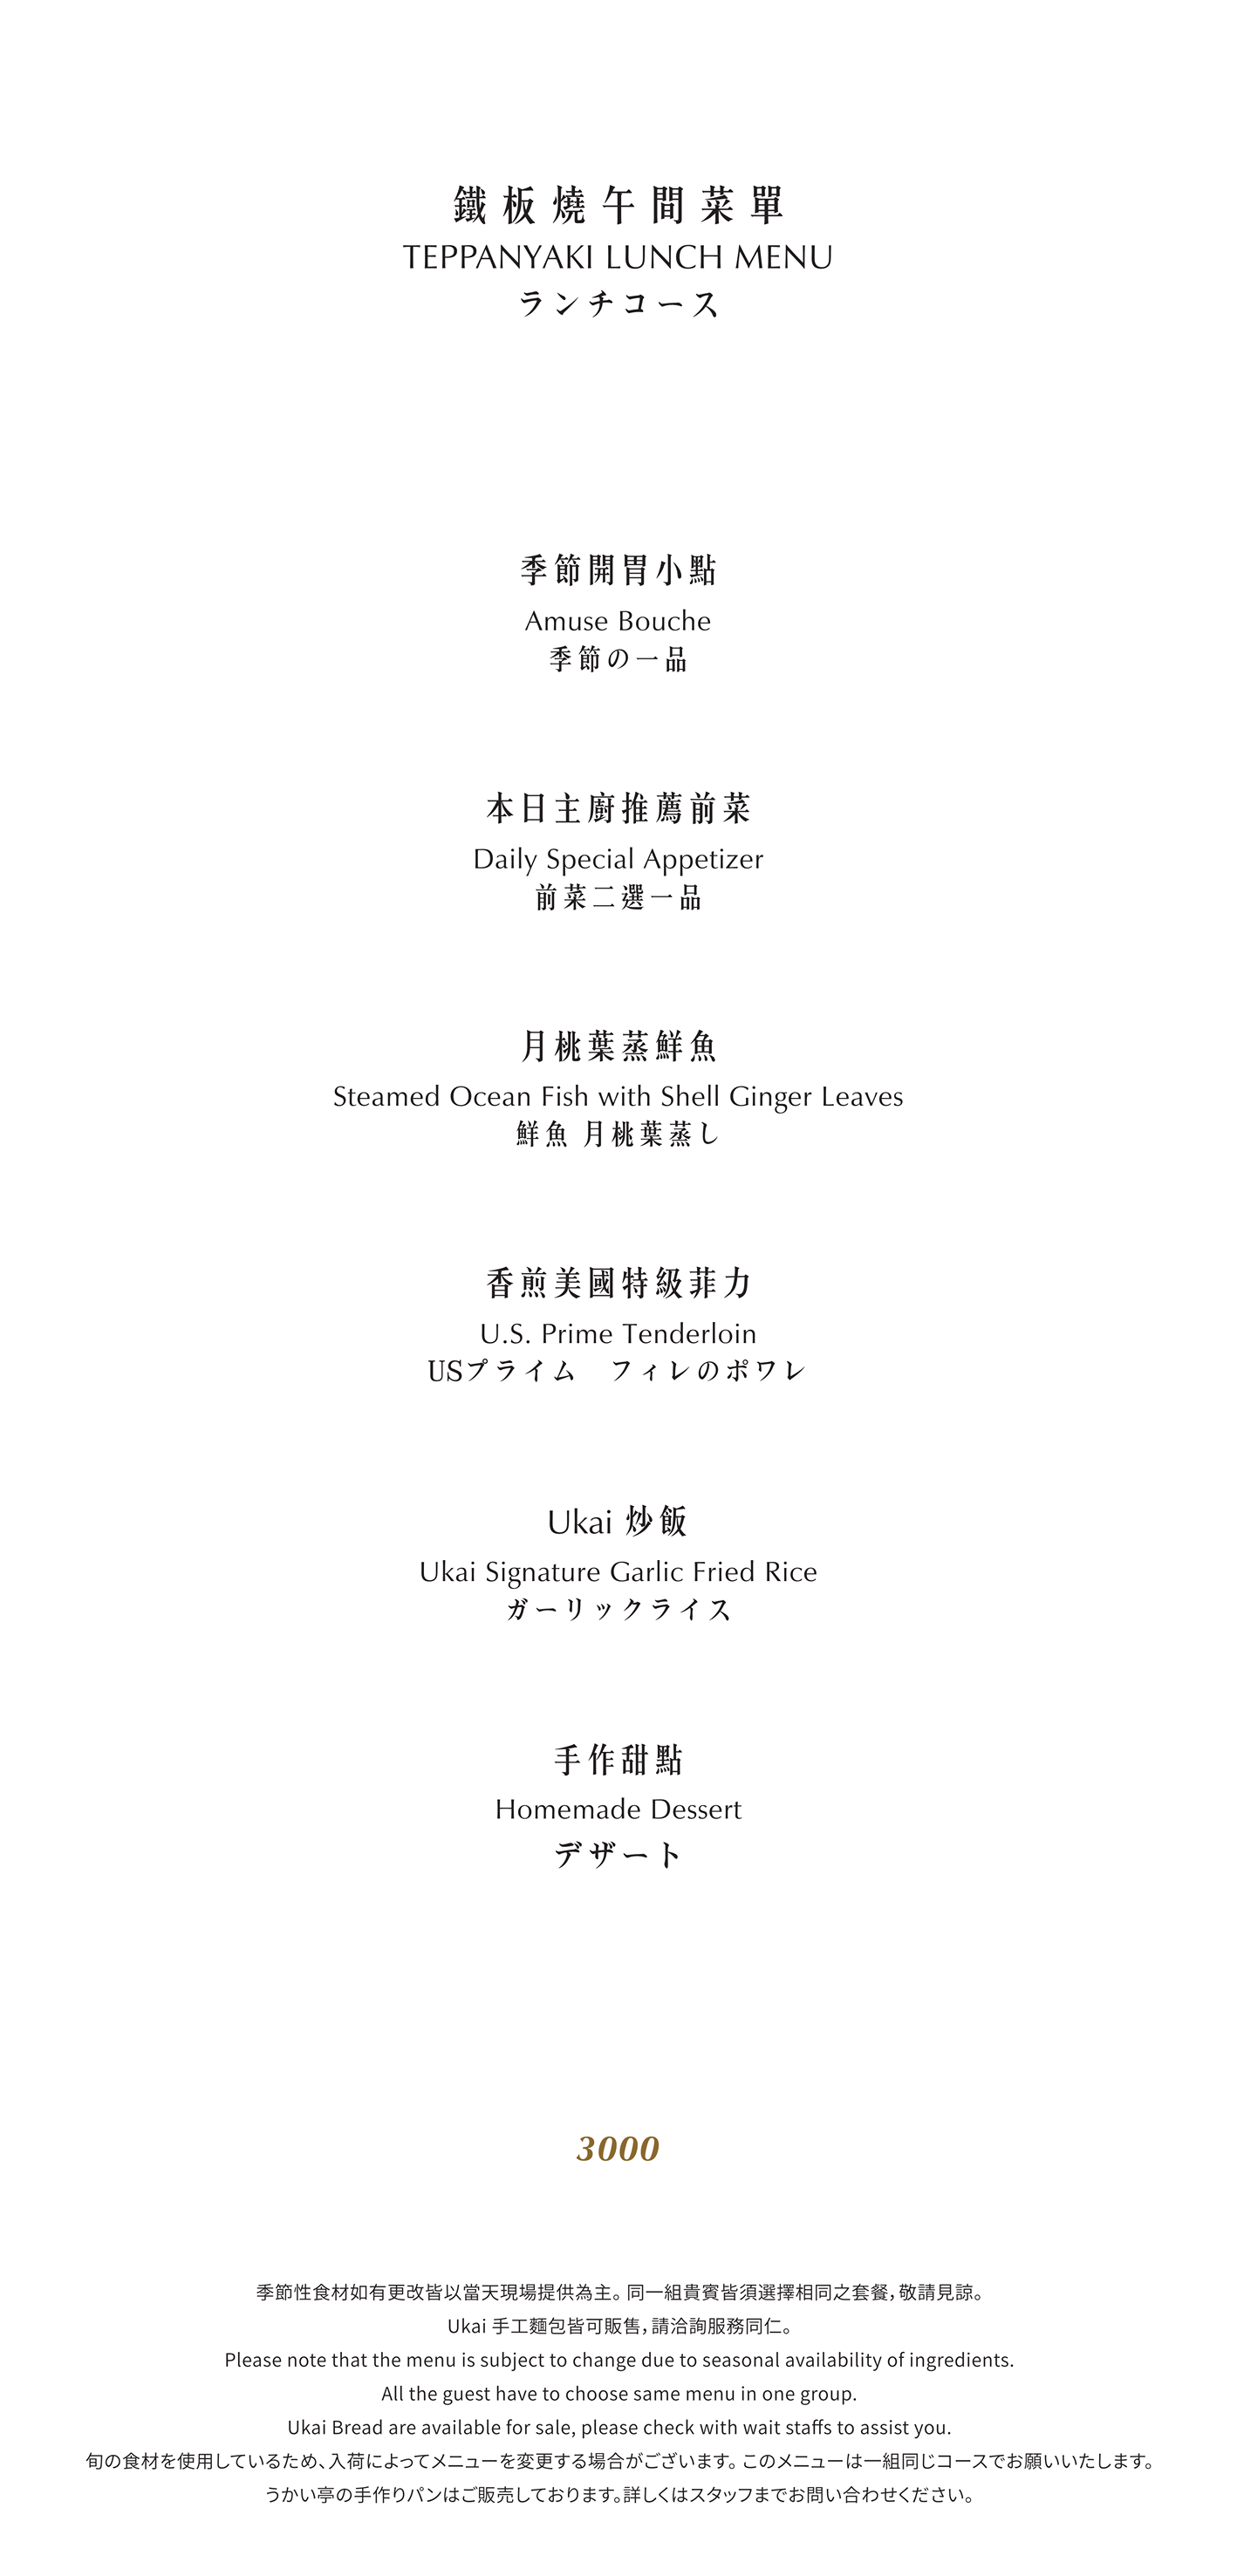 鐵板燒午間菜單
TEPPANYAKI LUNCH MENU
ランチコース
季節開胃小點
Amuse Bouche
季節の一品
本日主廚推薦前菜
Daily Special Appetizer
前菜二選一品
月桃葉蒸鮮魚
Steamed Ocean Fish with Shell Ginger Leaves
鮮魚 月桃葉蒸し
香煎美國特級菲力
U.S. Prime Tenderloin
USプライム　フィレのポワレ
Ukai 炒飯
Ukai Signature Garlic Fried Rice
ガーリックライス
手作甜點
Homemade Dessert
デザート
3000
季節性食材如有更改皆以當天現場提供為主。同一組貴賓皆須選擇相同之套餐，敬請見諒。
Ukai 手工麵包皆可販售，請洽詢服務同仁。
Please note that the menu is subject to change due to seasonal availability of ingredients.
All the guest have to choose same menu in one group.
Ukai Bread are available for sale, please check with wait staffs to assist you.
旬の食材を使用しているため、入荷によってメニューを変更する場合がございます。このメニューは一組同じコースでお願いいたします。
うかい亭の手作りパンはご販売しております。詳しくはスタッフまでお問い合わせください。